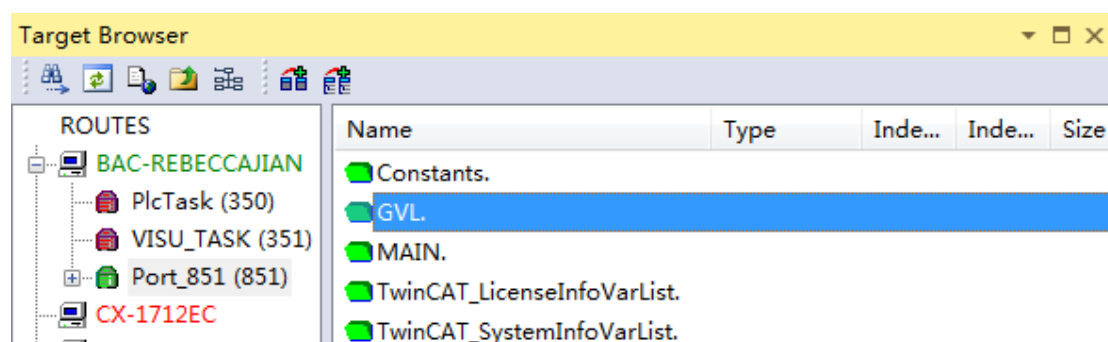 Target Browser
ROUTES
BAC-REBECCAJIAN
PlcTask (350)
VISU_TASK (351)
Port_851 (851)
CX-1712EC
Name Type Inde... Inde... Size
Constants.
GVL.
MAIN.
TwinCAT_LicenseInfoVarList.
TwinCAT_SystemInfoVarList.